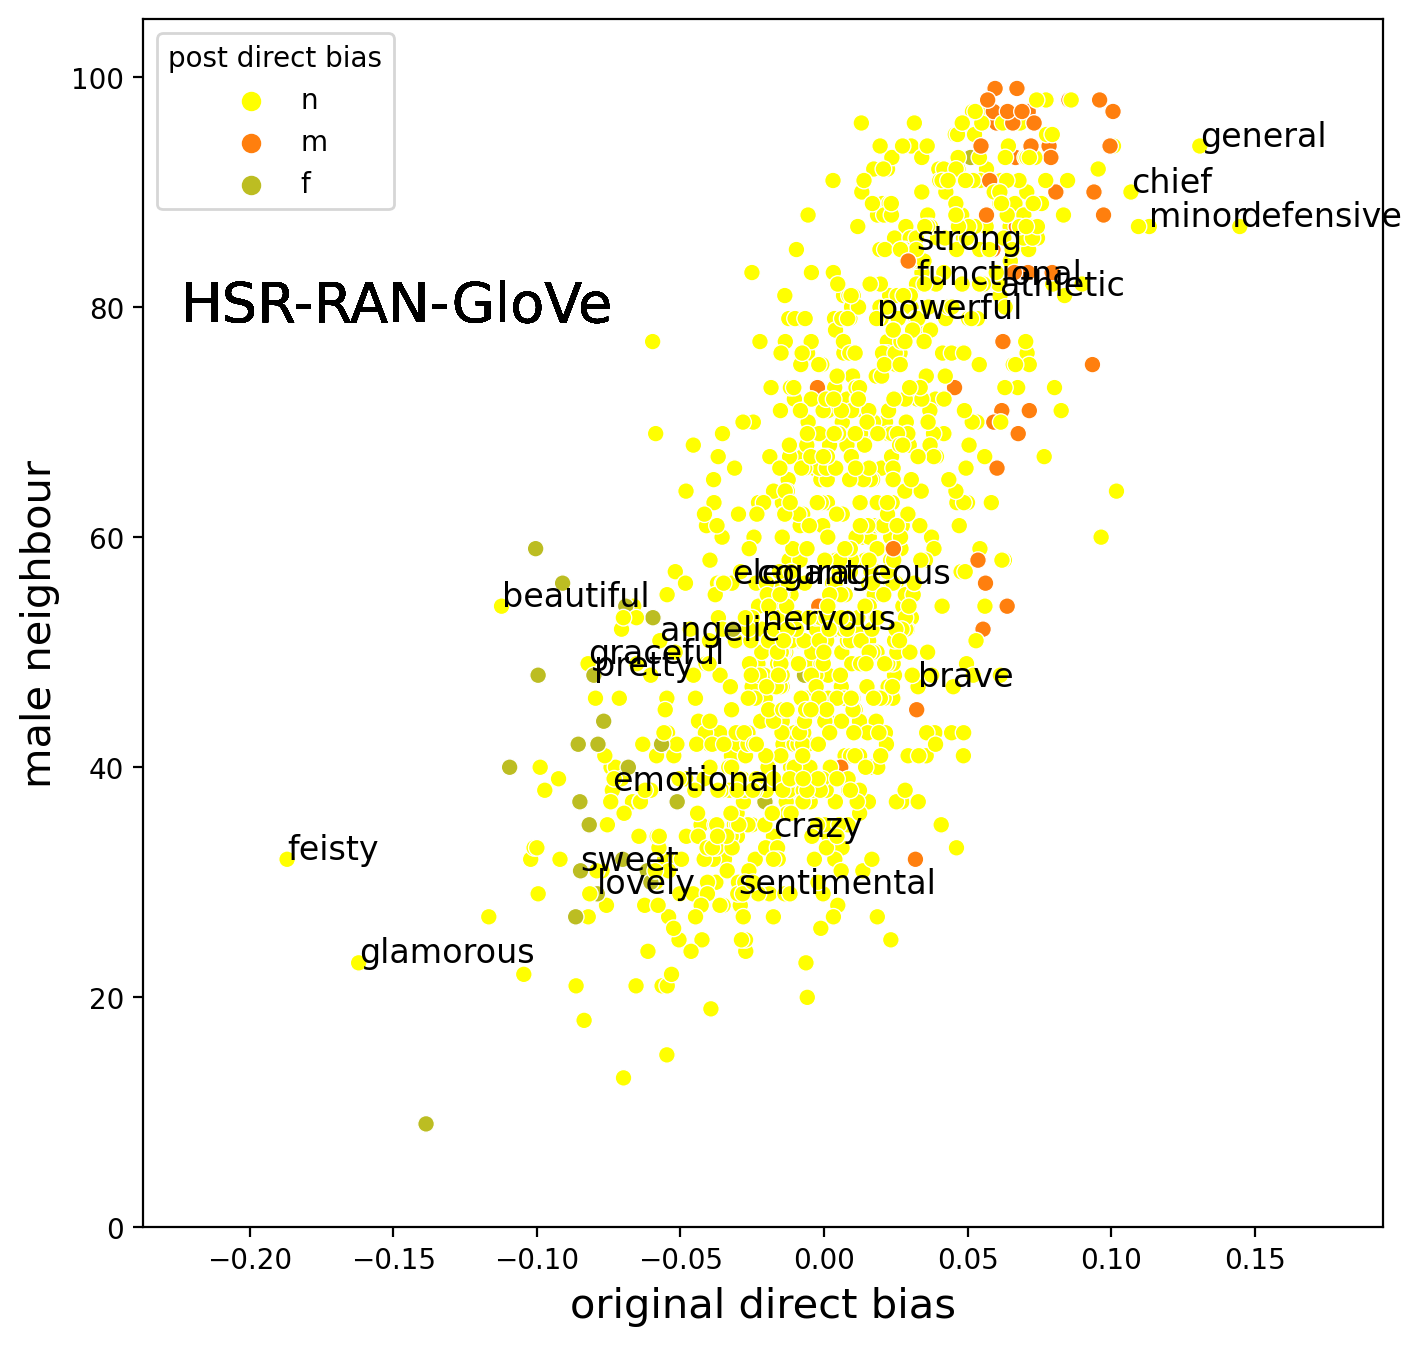 post direct bias
n
m
f
HSR-RAN-GloVe
general
chief
minor
defensive
strong
functional
athletic
powerful
elegant
courageous
beautiful
nervous
angelic
graceful
pretty
brave
emotional
crazy
feisty
sweet
lovely
sentimental
glamorous
male neighbour
100
80
60
40
20
0
−0.20
−0.15
−0.10
−0.05
0.00
0.05
0.10
0.15
original direct bias